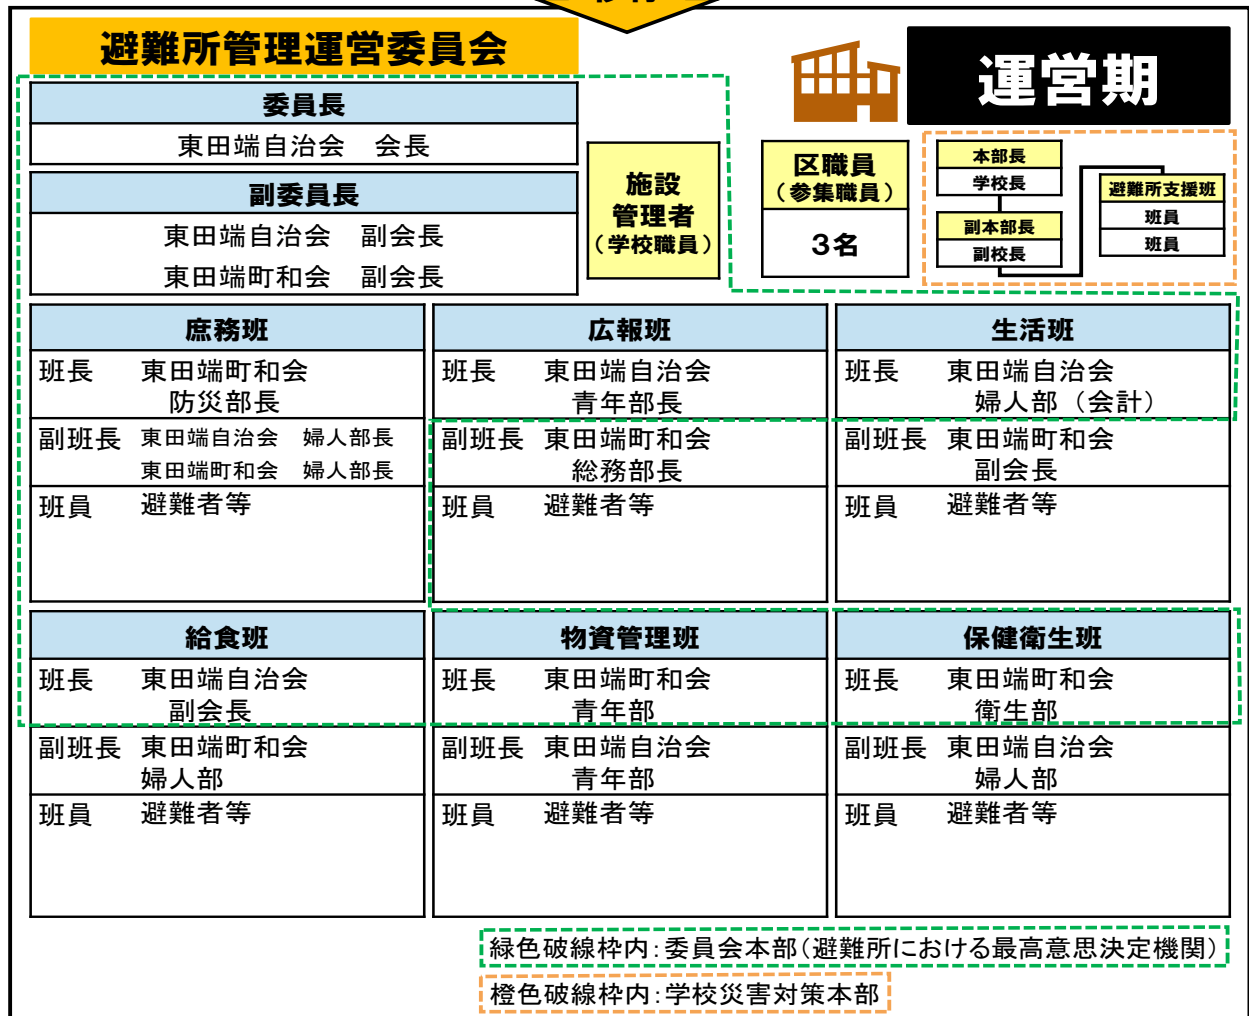 避難所管理運営委員会
運営期
委員長
東田端自治会　会長
副委員長
東田端自治会　副会長
東田端町和会　副会長
施設
管理者
（学校職員）
区職員
（参集職員）
３名
本部長
学校長
副本部長
副校長
避難所支援班
班員
班員
庶務班
班長　東田端町和会
防災部長
副班長　東田端自治会　婦人部長
東田端町和会　婦人部長
班員　避難者等
広報班
班長　東田端自治会
青年部長
副班長　東田端町和会
総務部長
班員　避難者等
生活班
班長　東田端自治会
婦人部（会計）
副班長　東田端町和会
副会長
班員　避難者等
給食班
班長　東田端自治会
副会長
副班長　東田端町和会
婦人部
班員　避難者等
物資管理班
班長　東田端町和会
青年部
副班長　東田端自治会
青年部
班員　避難者等
保健衛生班
班長　東田端町和会
衛生部
副班長　東田端自治会
婦人部
班員　避難者等
緑色破線枠内：委員会本部（避難所における最高意思決定機関）
橙色破線枠内：学校災害対策本部